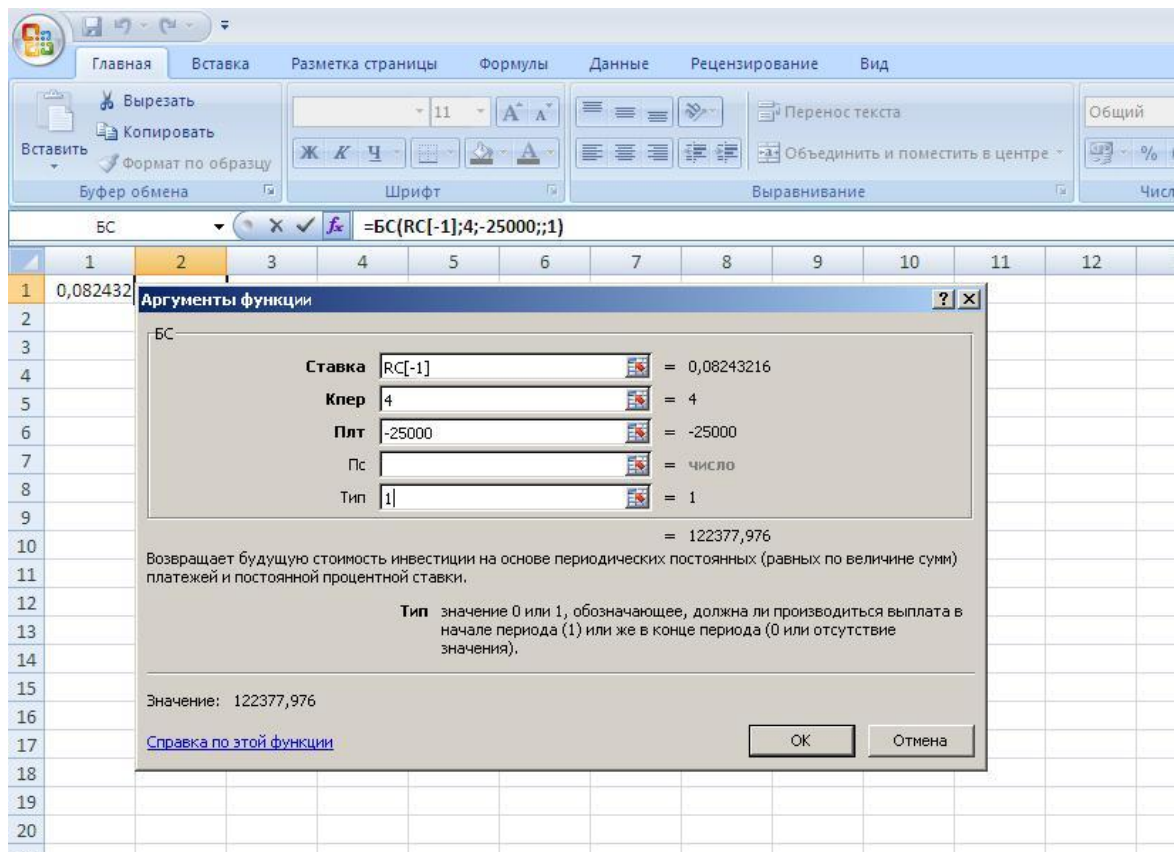 Главная Вставка Разметка страницы Формулы Данные Рецензирование Вид
Вставить
Вырезать
Копировать
Формат по образцу
Буфер обмена
11
Ж К Ч
Шрифт
Перенос текста
Объединить и поместить в центре
Выравнивание
Общий
%
БС =БС(RC[-1];4;-25000;;1)
1 2 3 4 5 6 7 8 9 10 11 12
1 0,082432
Аргументы функции
БС
Ставка RC[-1] = 0,08243216
Кпер 4 = 4
Плт -25000 = -25000
Пс = число
Тип 1 = 1
= 122377,976
Возвращает будущую стоимость инвестиции на основе периодических постоянных (равных по величине сумм)
платежей и постоянной процентной ставки.
Тип значение 0 или 1, обозначающее, должна ли производиться выплата в
начале периода (1) или же в конце периода (0 или отсутствие
значения).
Значение: 122377,976
Справка по этой функции
ОК Отмена
2
3
4
5
6
7
8
9
10
11
12
13
14
15
16
17
18
19
20